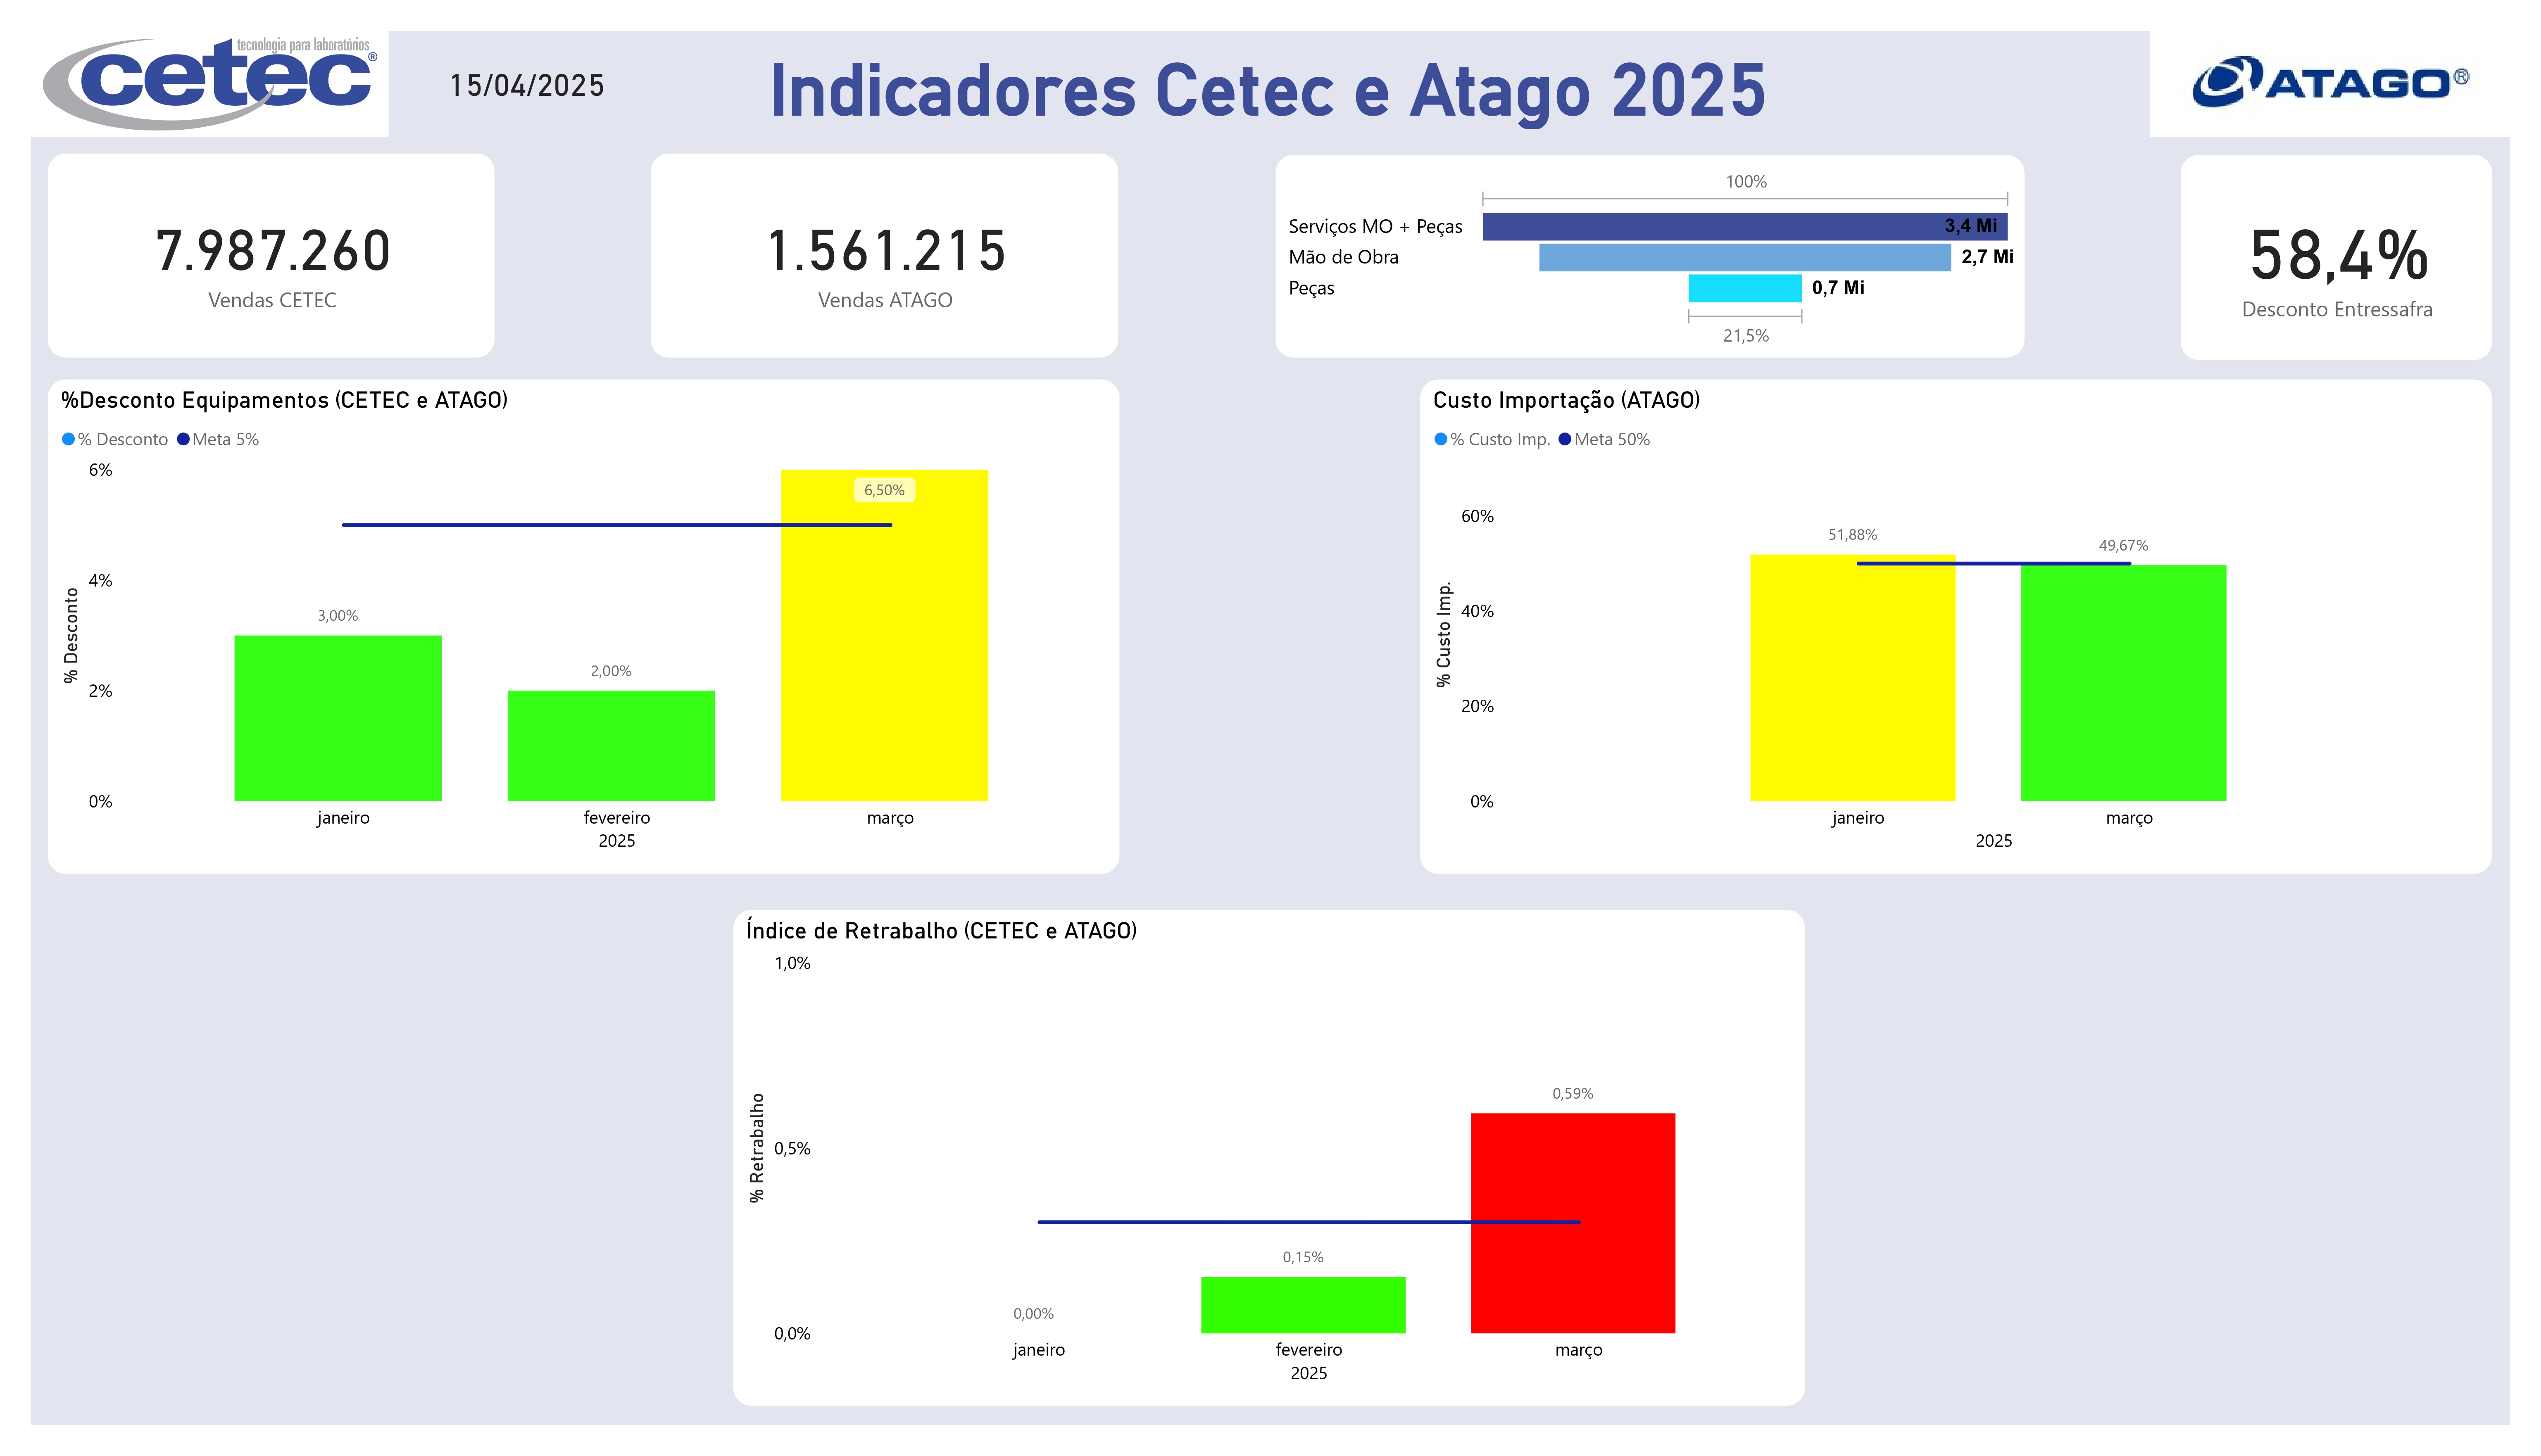 tecnologia para laboratórios
cetec®
15/04/2025
Indicadores Cetec e Atago 2025
ATAGO®
7.987.260
Vendas CETEC
1.561.215
Vendas ATAGO
100%
Serviços MO + Peças 3,4 Mi
Mão de Obra 2,7 Mi
Peças 0,7 Mi
21,5%
58,4%
Desconto Entressafra
%Desconto Equipamentos (CETEC e ATAGO)
% Desconto Meta 5%
% Desconto
6%
4%
2%
0%
3,00%
2,00%
6,50%
janeiro fevereiro março
2025
Custo Importação (ATAGO)
% Custo Imp. Meta 50%
% Custo Imp.
60%
40%
20%
0%
51,88%
49,67%
janeiro março
2025
Índice de Retrabalho (CETEC e ATAGO)
% Retrabalho
1,0%
0,5%
0,0%
0,00%
0,15%
0,59%
janeiro fevereiro março
2025